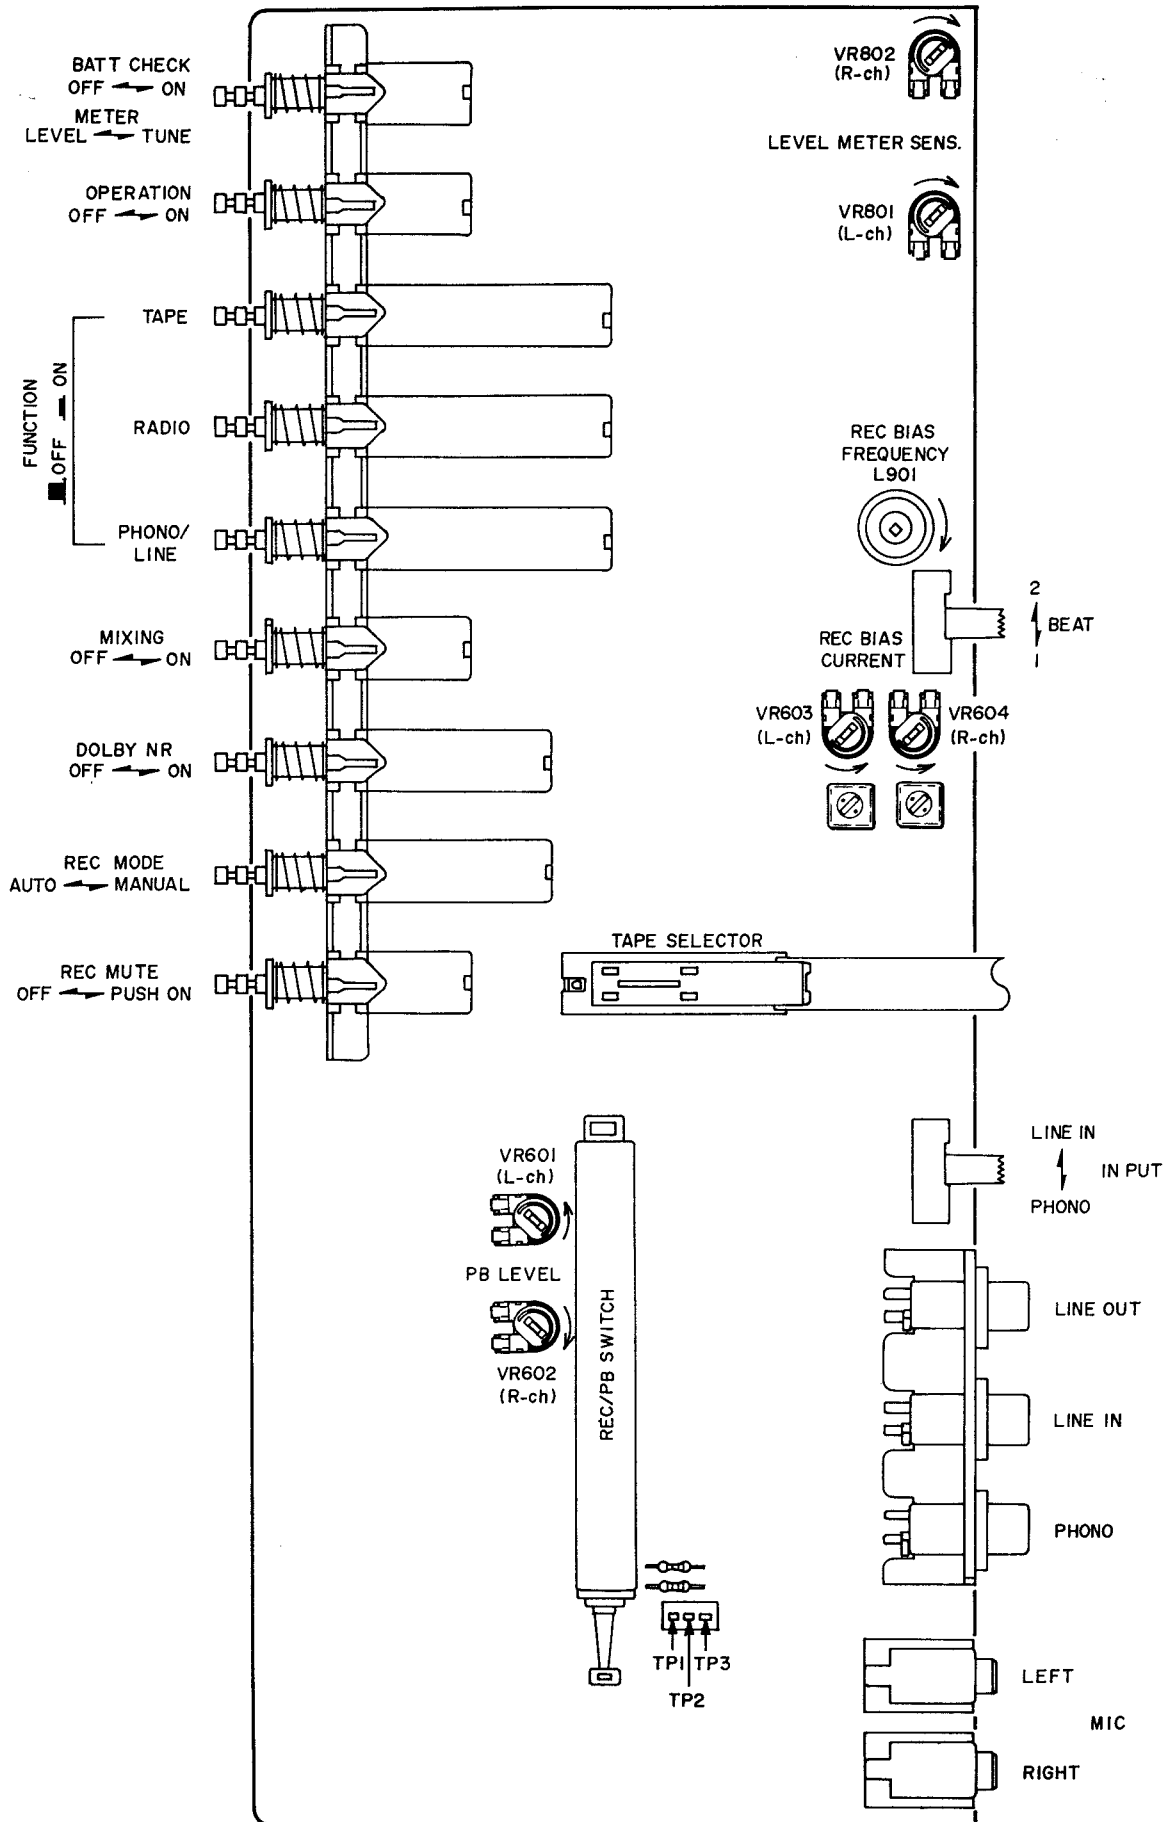 BATT CHECK
OFF ON
METER
LEVEL TUNE
OPERATION
OFF ON
TAPE
RADIO
PHONO/
LINE
FUNCTION
OFF ON
MIXING
OFF ON
DOLBY NR
OFF ON
REC MODE
AUTO MANUAL
REC MUTE
OFF PUSH ON
VR802
(R-ch)
LEVEL METER SENS.
VR801
(L-ch)
REC BIAS
FREQUENCY
L901
2
BEAT
1
REC BIAS
CURRENT
VR603
(L-ch)
VR604
(R-ch)
TAPE SELECTOR
VR601
(L-ch)
PB LEVEL
VR602
(R-ch)
REC/PB SWITCH
TP1 TP3
TP2
LINE IN
IN PUT
PHONO
LINE OUT
LINE IN
PHONO
LEFT
MIC
RIGHT